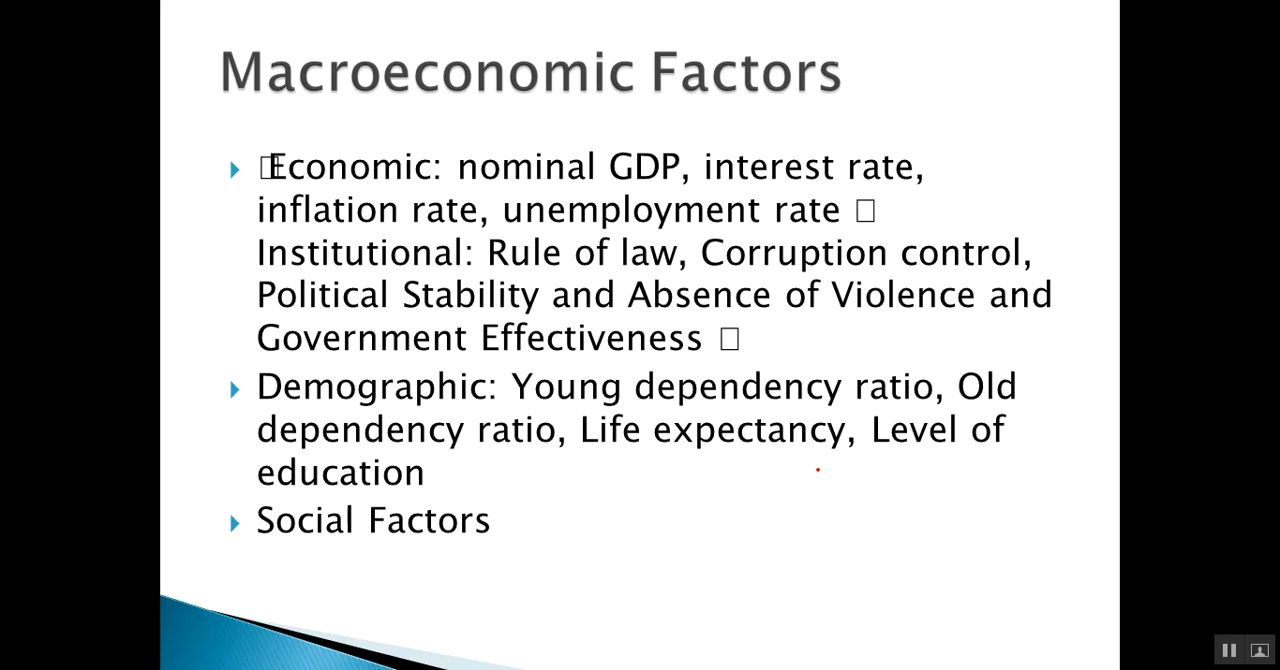 Macroeconomic Factors
Economic: nominal GDP, interest rate,
inflation rate, unemployment rate □
Institutional: Rule of law, Corruption control,
Political Stability and Absence of Violence and
Government Effectiveness □
Demographic: Young dependency ratio, Old
dependency ratio, Life expectancy, Level of
education
Social Factors